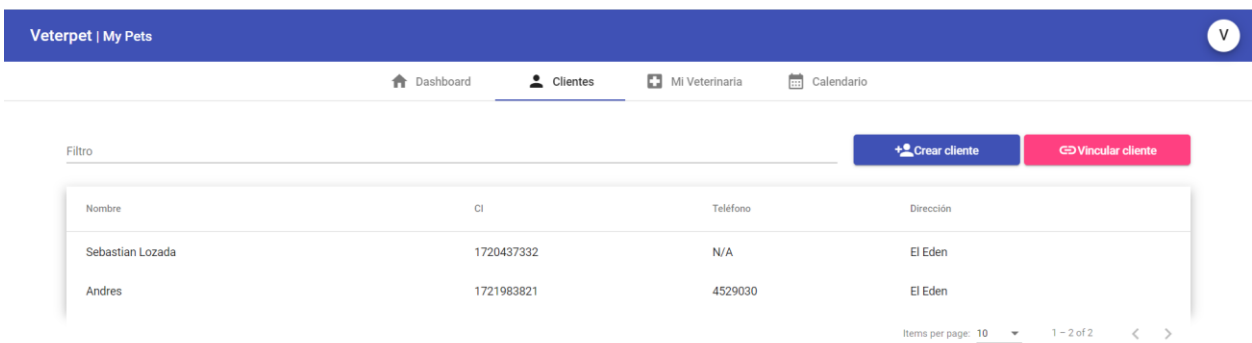 Veterpet | My Pets V
Dashboard Clientes Mi Veterinaria Calendario
Filtro Crear cliente Vincular cliente
Nombre CI Teléfono Dirección
Sebastian Lozada 1720437332 N/A El Eden
Andres 1721983821 4529030 El Eden
Items per page: 10 1 – 2 of 2